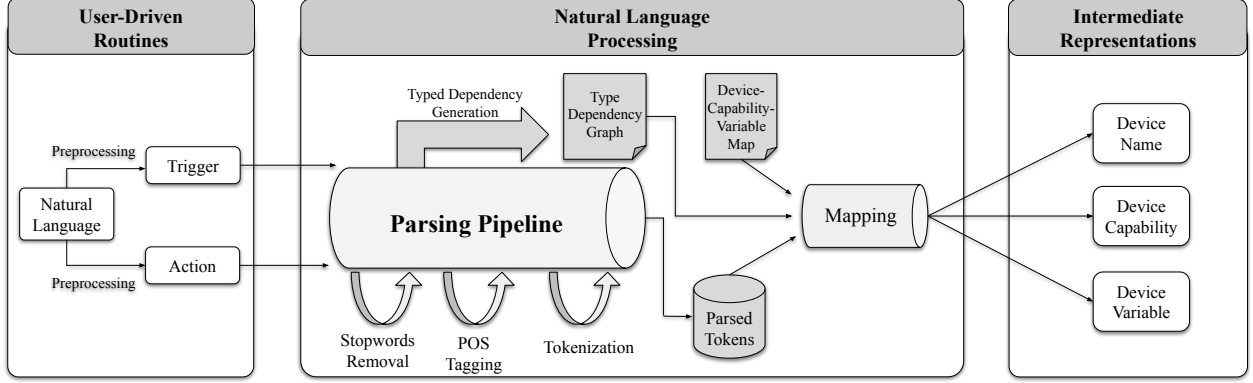 User-Driven
Routines
Natural Language
Processing
Intermediate
Representations
Preprocessing
Trigger
Natural
Language
Action
Preprocessing
Typed Dependency
Generation
Type
Dependency
Graph
Device-
Capability-
Variable
Map
Parsing Pipeline
Mapping
Stopwords
Removal
POS
Tagging
Tokenization
Parsed
Tokens
Device
Name
Device
Capability
Device
Variable